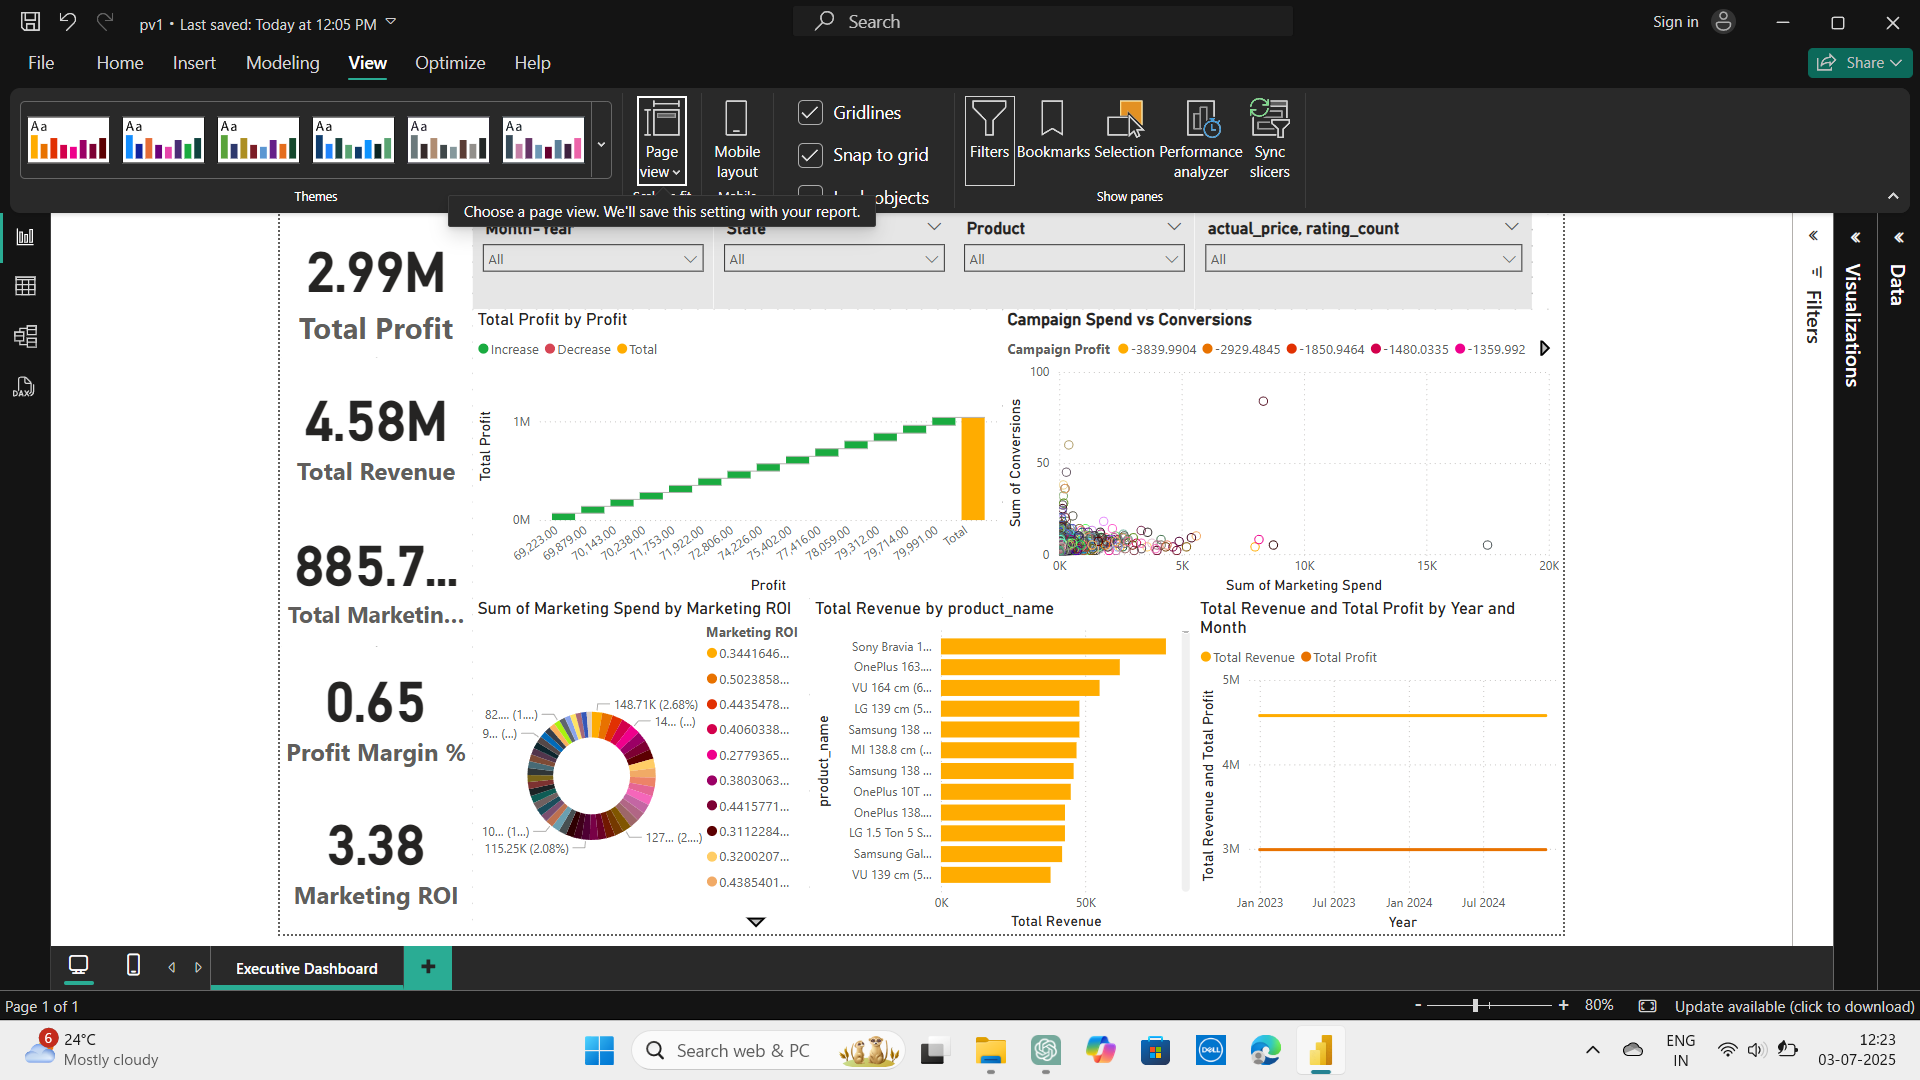 pv1 • Last saved: Today at 12:05 PM
Search
Sign in
File Home Insert Modeling View Optimize Help
Share
Aa Aa Aa Aa Aa Aa
Themes
Page view
Mobile layout
Gridlines
Snap to grid
objects
Filters
Bookmarks
Selection
Performance analyzer
Sync slicers
Show panes
Choose a page view. We'll save this setting with your report.
Month-Year
State
Product
actual_price, rating_count
All
All
All
All
2.99M
Total Profit
4.58M
Total Revenue
885.7...
Total Marketin...
0.65
Profit Margin %
3.38
Marketing ROI
Total Profit by Profit
Increase Decrease Total
Total Profit
1M
0M
69,223.00
69,879.00
70,143.00
70,238.00
71,753.00
71,922.00
72,806.00
74,226.00
75,402.00
77,416.00
78,059.00
79,312.00
79,714.00
79,991.00
Total
Profit
Campaign Spend vs Conversions
Campaign Profit -3839.9904 -2929.4845 -1850.9464 -1480.0335 -1359.992
Sum of Conversions
100
50
0
0K 5K 10K 15K 20K
Sum of Marketing Spend
Sum of Marketing Spend by Marketing ROI
Marketing ROI
0.3441646...
0.5023858...
0.4435478...
0.4060338...
0.2779365...
0.3803063...
0.4415771...
0.3112284...
0.3200207...
0.4385401...
148.71K (2.68%)
14... (...)
127... (2....)
115.25K (2.08%)
10... (1...)
9... (...)
82.... (1....)
Total Revenue by product_name
product_name
Sony Bravia 1...
OnePlus 163....
VU 164 cm (6...
LG 139 cm (5...
Samsung 138 ...
MI 138.8 cm (...
Samsung 138 ...
OnePlus 10T ...
OnePlus 138....
LG 1.5 Ton 5 S...
Samsung Gal...
VU 139 cm (5...
0K 50K
Total Revenue
Total Revenue and Total Profit by Year and
Month
Total Revenue Total Profit
Total Revenue and Total Profit
5M
4M
3M
Jan 2023 Jul 2023 Jan 2024 Jul 2024
Year
Filters
Visualizations
Data
DAX
Executive Dashboard
+
Page 1 of 1
- + 80%
Update available (click to download)
6
24°C
Mostly cloudy
Search web & PC
DELL
ENG
IN
12:23
03-07-2025